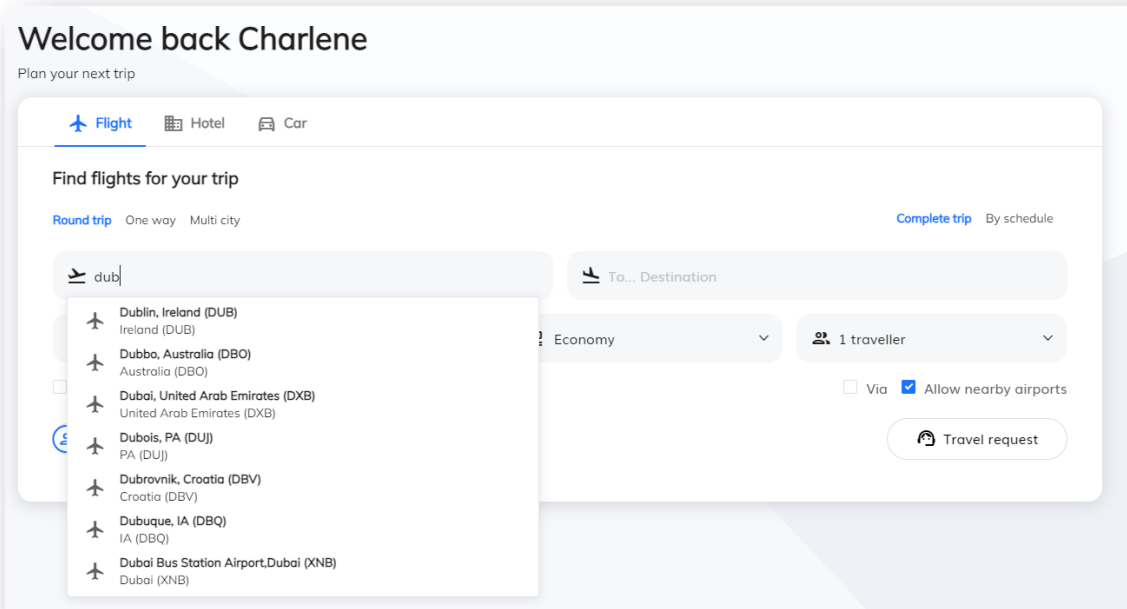 Welcome back Charlene
Plan your next trip
Flight Hotel Car
Find flights for your trip
Round trip One way Multi city Complete trip By schedule
dub To... Destination
Dublin, Ireland (DUB)
Ireland (DUB)
Economy 1 traveller
Dubbo, Australia (DBO)
Australia (DBO)
Via Allow nearby airports
Dubai, United Arab Emirates (DXB)
United Arab Emirates (DXB)
Dubois, PA (DUJ)
Travel request
PA (DUJ)
Dubrovnik, Croatia (DBV)
Croatia (DBV)
Dubuque, IA (DBQ)
IA (DBQ)
Dubai Bus Station Airport,Dubai (XNB)
Dubai (XNB)